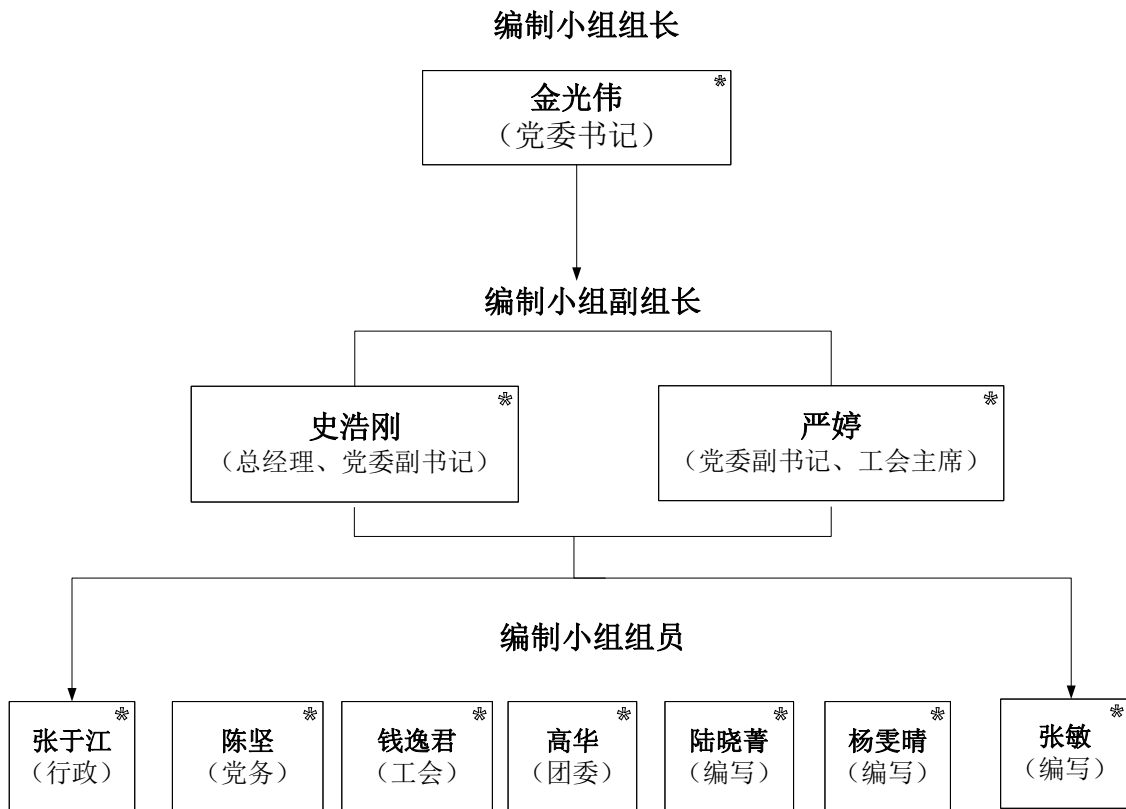 编制小组组长
*
金光伟
（党委书记）
编制小组副组长
*
史浩刚
（总经理、党委副书记）
*
严婷
（党委副书记、工会主席）
编制小组组员
*
张于江
（行政）
*
陈坚
（党务）
*
钱逸君
（工会）
*
高华
（团委）
*
陆晓菁
（编写）
*
杨雯晴
（编写）
*
张敏
（编写）